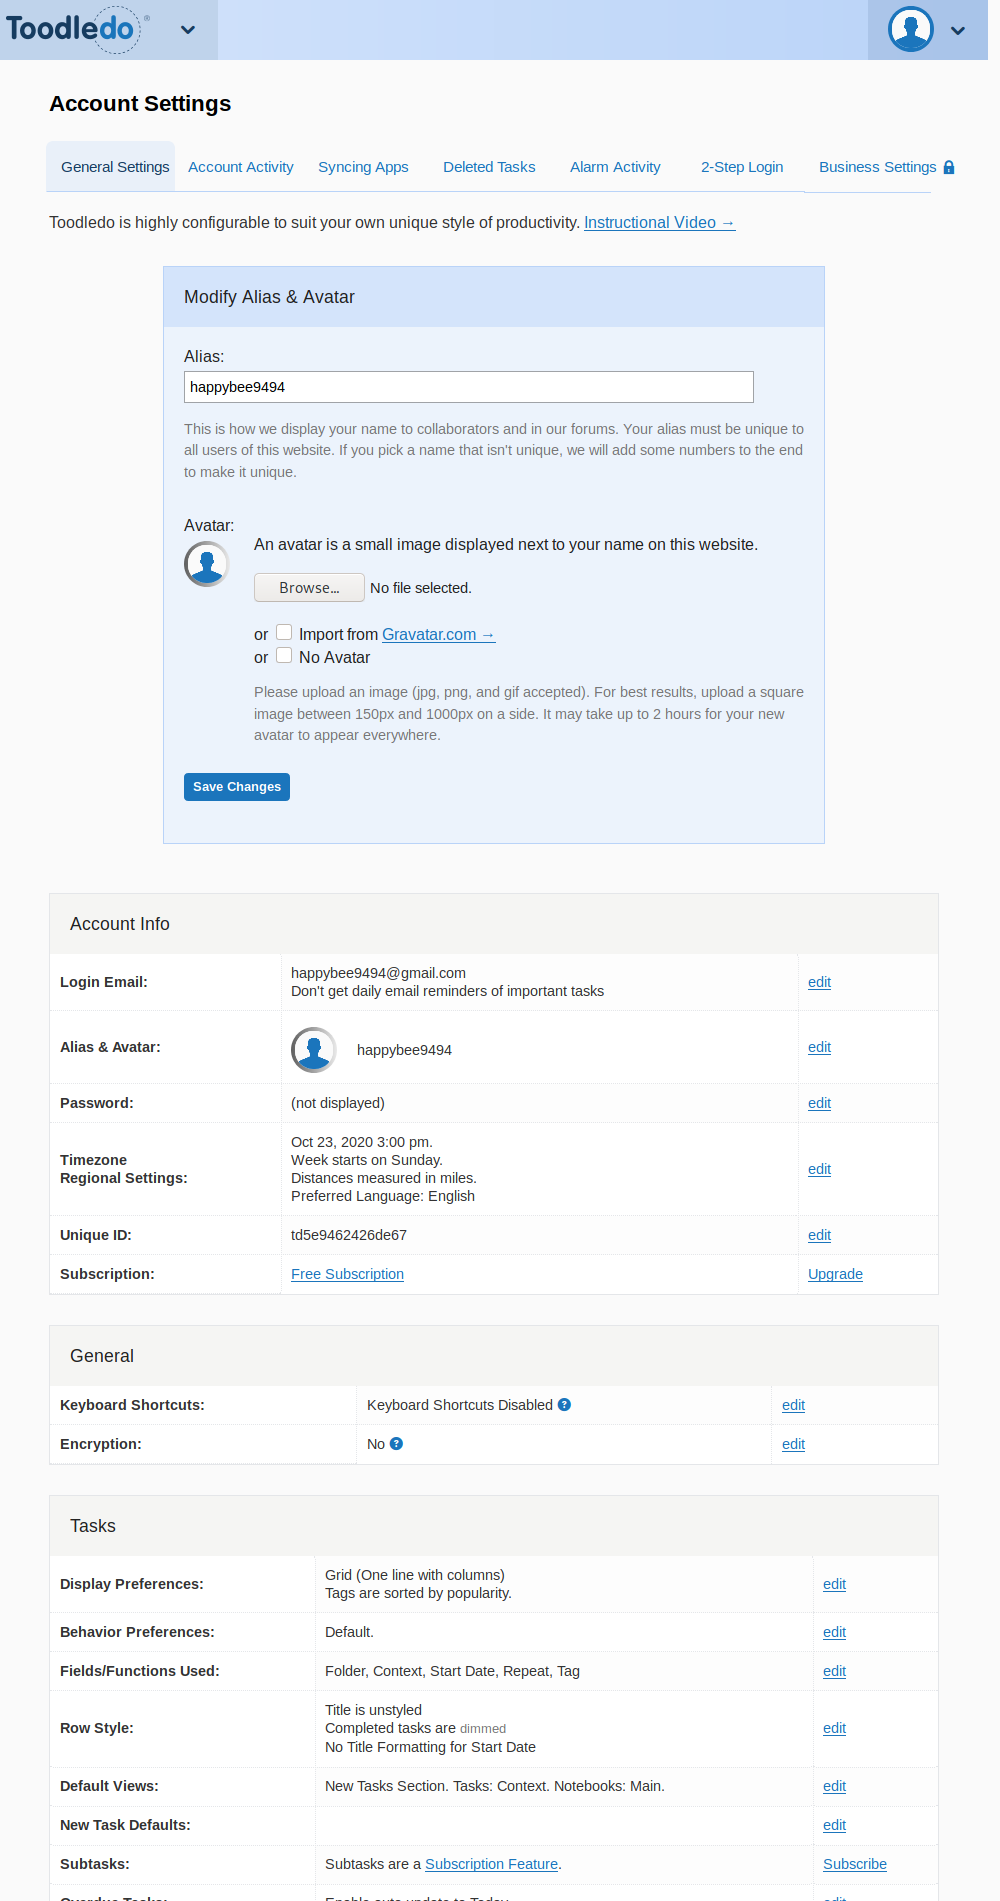 Toodledo®
Account Settings
General Settings Account Activity Syncing Apps Deleted Tasks Alarm Activity 2-Step Login Business Settings
Toodledo is highly configurable to suit your own unique style of productivity. Instructional Video →
Modify Alias & Avatar
Alias:
happybee9494
This is how we display your name to collaborators and in our forums. Your alias must be unique to
all users of this website. If you pick a name that isn't unique, we will add some numbers to the end
to make it unique.
Avatar:
An avatar is a small image displayed next to your name on this website.
Browse... No file selected.
or Import from Gravatar.com →
or No Avatar
Please upload an image (jpg, png, and gif accepted). For best results, upload a square
image between 150px and 1000px on a side. It may take up to 2 hours for your new
avatar to appear everywhere.
Save Changes
Account Info
Login Email: happybee9494@gmail.com edit
Don't get daily email reminders of important tasks
Alias & Avatar: happybee9494 edit
Password: (not displayed) edit
Timezone
Regional Settings:
Oct 23, 2020 3:00 pm.
Week starts on Sunday.
Distances measured in miles.
Preferred Language: English
edit
Unique ID: td5e9462426de67 edit
Subscription: Free Subscription Upgrade
General
Keyboard Shortcuts: Keyboard Shortcuts Disabled ? edit
Encryption: No ? edit
Tasks
Display Preferences: Grid (One line with columns) edit
Tags are sorted by popularity.
Behavior Preferences: Default. edit
Fields/Functions Used: Folder, Context, Start Date, Repeat, Tag edit
Row Style:
Title is unstyled
Completed tasks are dimmed
No Title Formatting for Start Date
edit
Default Views: New Tasks Section. Tasks: Context. Notebooks: Main. edit
New Task Defaults: edit
Subtasks: Subtasks are a Subscription Feature. Subscribe
Overdue Tasks: Enable auto-update to Today edit